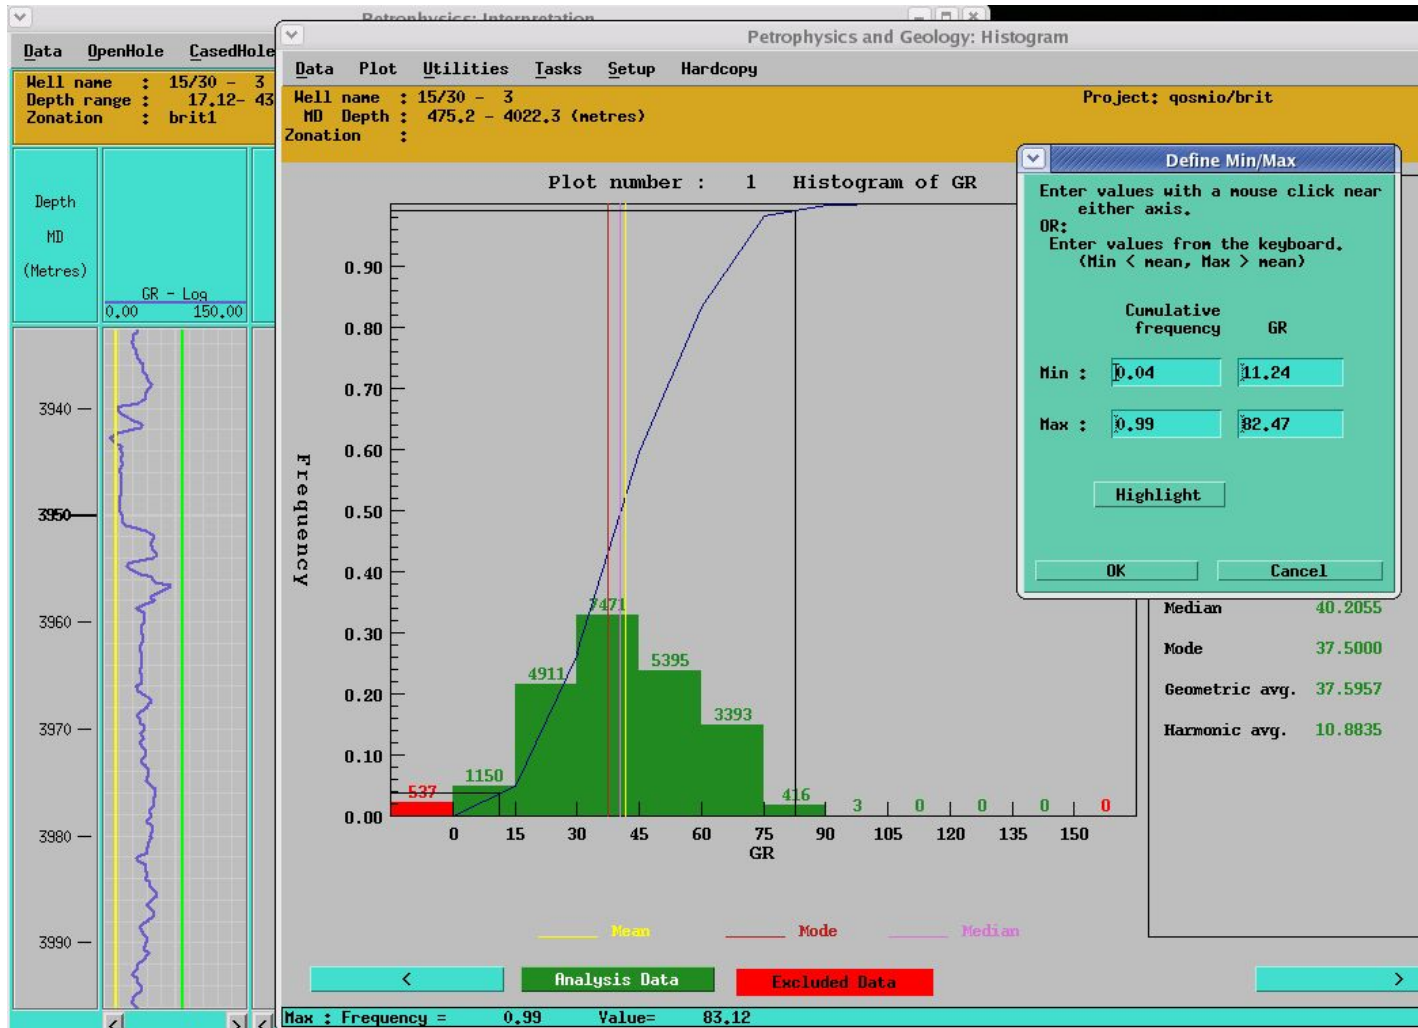 Petrophysics: Interpretation
Data OpenHole CasedHole
Well name : 15/30 - 3
Depth range : 17.12- 43
Zonation : brit1
Depth
MD
(Metres)
GR - Log
0.00 150.00
3940
3950
3960
3970
3980
3990
Petrophysics and Geology: Histogram
Data Plot Utilities Tasks Setup Hardcopy
Well name : 15/30 - 3 Project: qosmio/brit
MD Depth : 475.2 - 4022.3 (metres)
Zonation :
Plot number : 1 Histogram of GR
Frequency
0.90
0.80
0.70
0.60
0.50
0.40
0.30
0.20
0.10
0.00
537 1150 4911 7471 5395 3393 416 3 0 0 0 0
0 15 30 45 60 75 90 105 120 135 150
GR
Mean Mode Median
< Analysis Data Excluded Data >
Max : Frequency = 0.99 Value= 83.12
Define Min/Max
Enter values with a mouse click near
either axis.
OR:
Enter values from the keyboard.
(Min < mean, Max > mean)
Cumulative
frequency GR
Min : 0.04 11.24
Max : 0.99 82.47
Highlight
OK Cancel
Median 40.2055
Mode 37.5000
Geometric avg. 37.5957
Harmonic avg. 10.8835